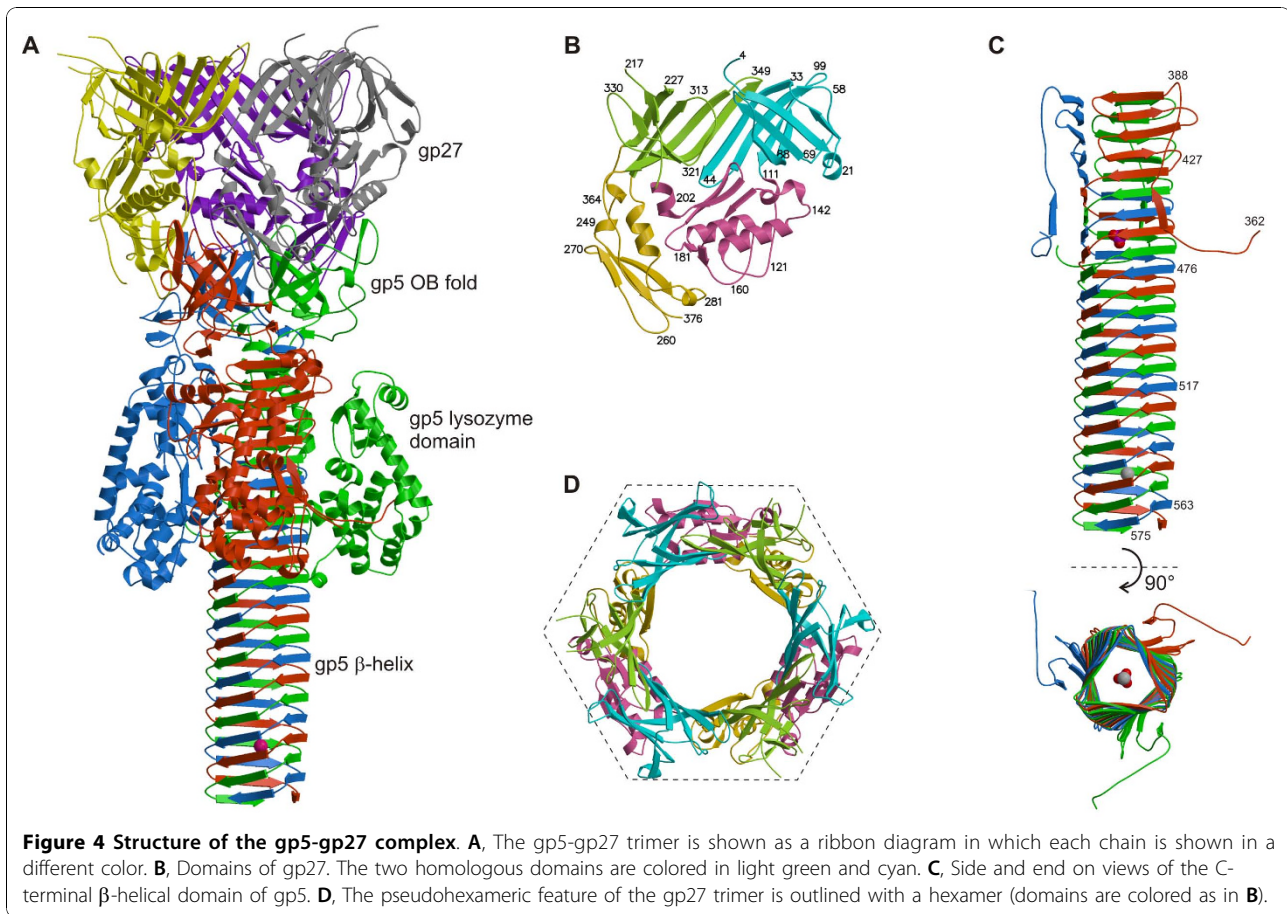 A
gp27
gp5 OB fold
gp5 lysozyme
domain
gp5 β-helix
B
4
217
227
330
313
349
33
99
58
321
44
88
69
21
111
364
202
142
249
270
181
121
160
281
376
260
C
388
427
362
476
517
563
575
90°
D
Figure 4 Structure of the gp5-gp27 complex. A, The gp5-gp27 trimer is shown as a ribbon diagram in which each chain is shown in a
different color. B, Domains of gp27. The two homologous domains are colored in light green and cyan. C, Side and end on views of the C-
terminal β-helical domain of gp5. D, The pseudohexameric feature of the gp27 trimer is outlined with a hexamer (domains are colored as in B).